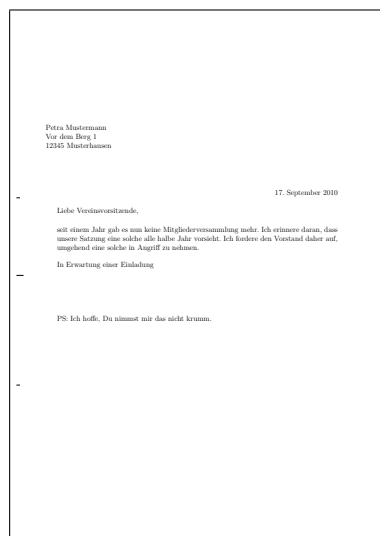 Petra Mustermann
Vor dem Berg 1
12345 Musterhausen
17. September 2010
Liebe Vereinsvorsitzende,
seit einem Jahr gab es nun keine Mitgliederversammlung mehr. Ich erinnere daran, dass
unsere Satzung eine solche alle halbe Jahr vorsieht. Ich fordere den Vorstand daher auf,
umgehend eine solche in Angriff zu nehmen.
In Erwartung einer Einladung
PS: Ich hoffe, Du nimmst mir das nicht krumm.